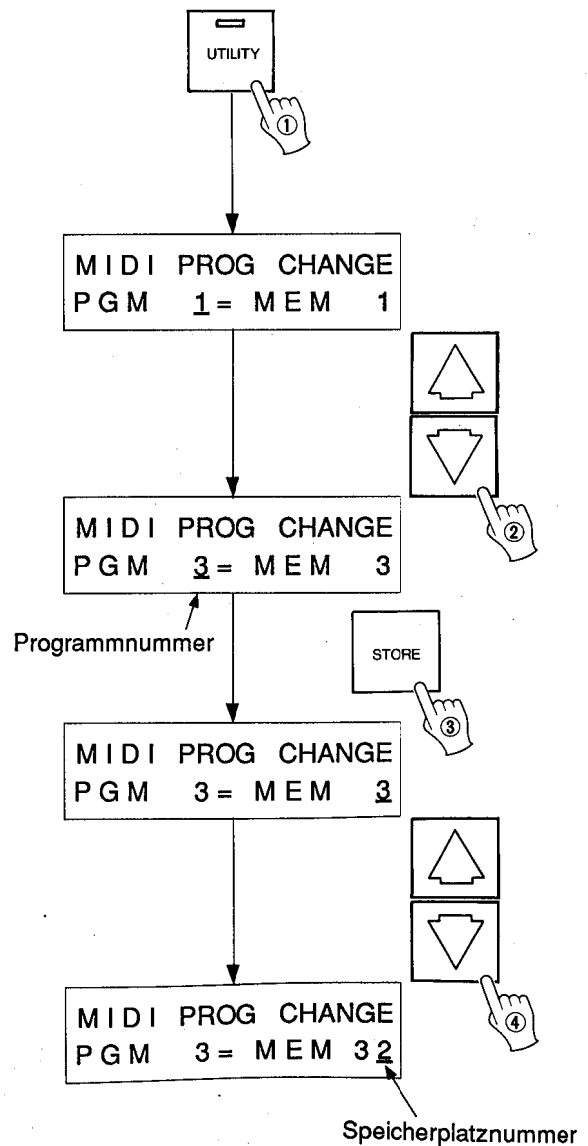 UTILITY
①
MIDI PROG CHANGE
PGM 1= MEM 1
②
MIDI PROG CHANGE
PGM 3= MEM 3
Programmnummer
STORE
③
MIDI PROG CHANGE
PGM 3= MEM 3
④
MIDI PROG CHANGE
PGM 3= MEM 32
Speicherplatznummer